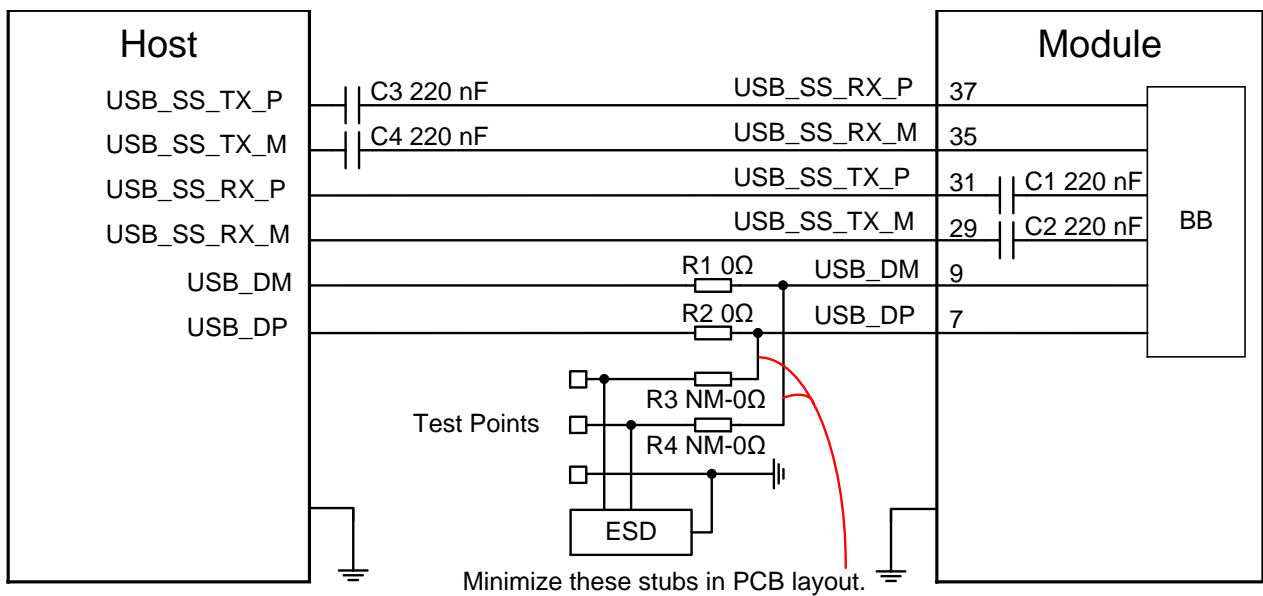 Host
Module
USB_SS_TX_P
C3 220 nF
USB_SS_RX_P
37
USB_SS_TX_M
C4 220 nF
USB_SS_RX_M
35
USB_SS_RX_P
USB_SS_TX_P
31
C1 220 nF
USB_SS_RX_M
USB_SS_TX_M
29
C2 220 nF
BB
USB_DM
R1 0Ω
USB_DM
9
USB_DP
R2 0Ω
USB_DP
7
R3 NM-0Ω
Test Points
R4 NM-0Ω
ESD
Minimize these stubs in PCB layout.